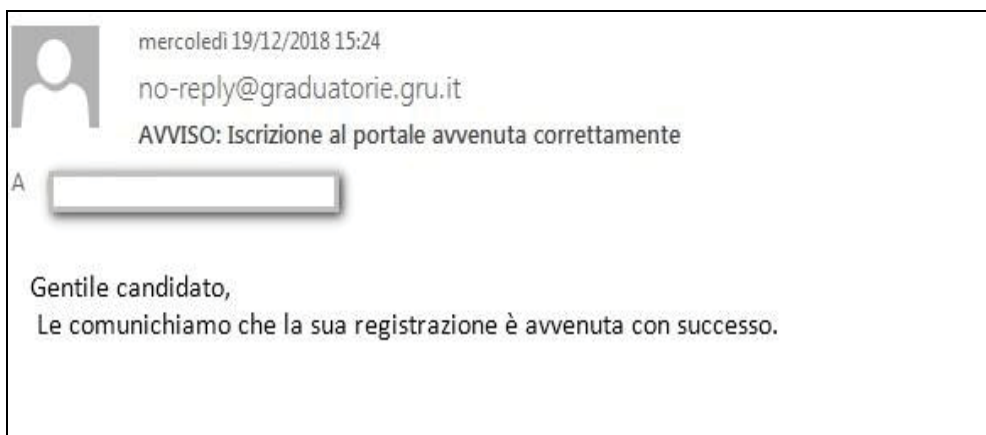 mercoledì 19/12/2018 15:24
no-reply@graduatorie.gru.it
AVVISO: Iscrizione al portale avvenuta correttamente
A
Gentile candidato,
Le comunichiamo che la sua registrazione è avvenuta con successo.